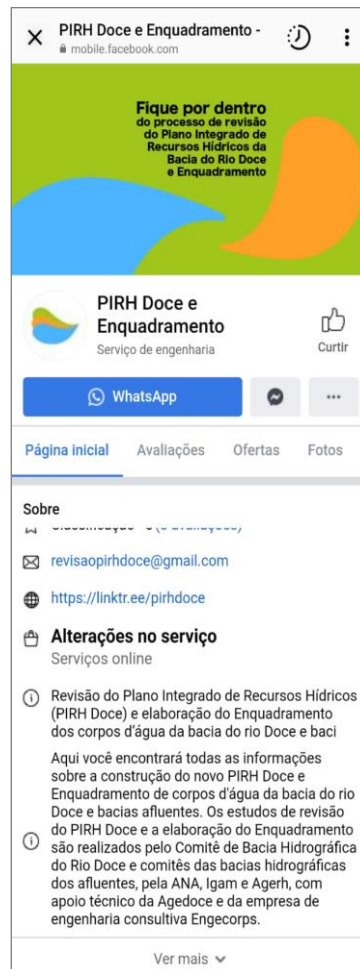 PIRH Doce e Enquadramento -
mobile.facebook.com
Fique por dentro
do processo de revisão
do Plano Integrado de
Recursos Hídricos da
Bacia do Rio Doce
e Enquadramento
PIRH Doce e
Enquadramento
Serviço de engenharia
Curtir
WhatsApp
Página inicial Avaliações Ofertas Fotos
Sobre
revisaopirhdoce@gmail.com
https://linktr.ee/pirhdoce
Alterações no serviço
Serviços online
Revisão do Plano Integrado de Recursos Hídricos
(PIRH Doce) e elaboração do Enquadramento
dos corpos d'água da bacia do rio Doce e baci
Aqui você encontrará todas as informações
sobre a construção do novo PIRH Doce e
Enquadramento de corpos d'água da bacia do rio
Doce e bacias afluentes. Os estudos de revisão
do PIRH Doce e a elaboração do Enquadramento
são realizados pelo Comitê de Bacia Hidrográfica
do Rio Doce e comitês das bacias hidrográficas
dos afluentes, pela ANA, Igam e Agerh, com
apoio técnico da Agedoce e da empresa de
engenharia consultiva Engecorps.
Ver mais